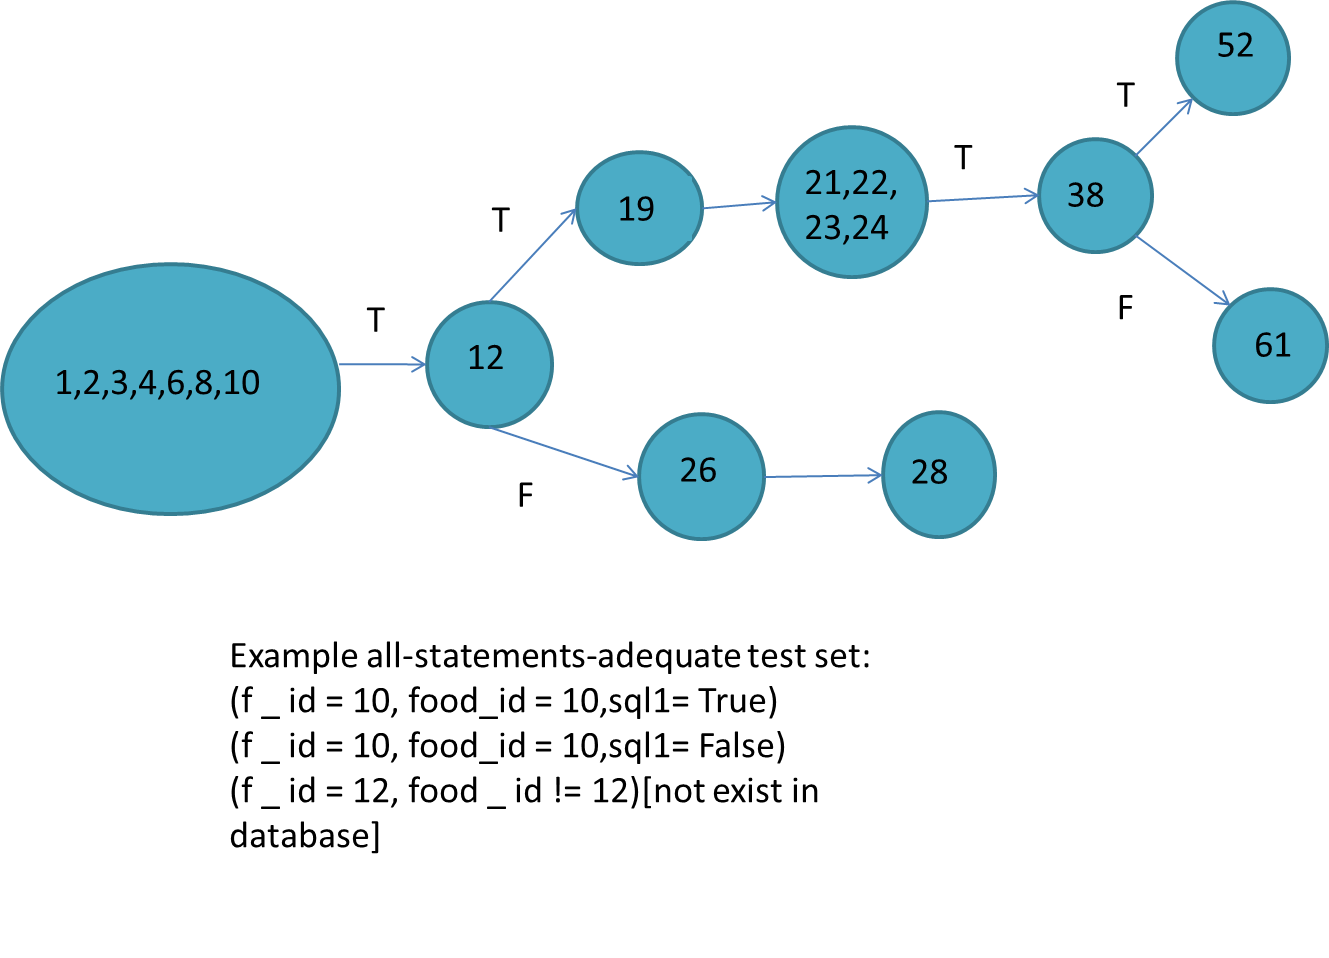 52
T
T
21,22,
23,24
38
19
T
F
T
61
12
1,2,3,4,6,8,10
26
28
F
Example all-statements-adequate test set:
(f _ id = 10, food_id = 10,sql1= True)
(f _ id = 10, food_id = 10,sql1= False)
(f _ id = 12, food _ id != 12)[not exist in
database]